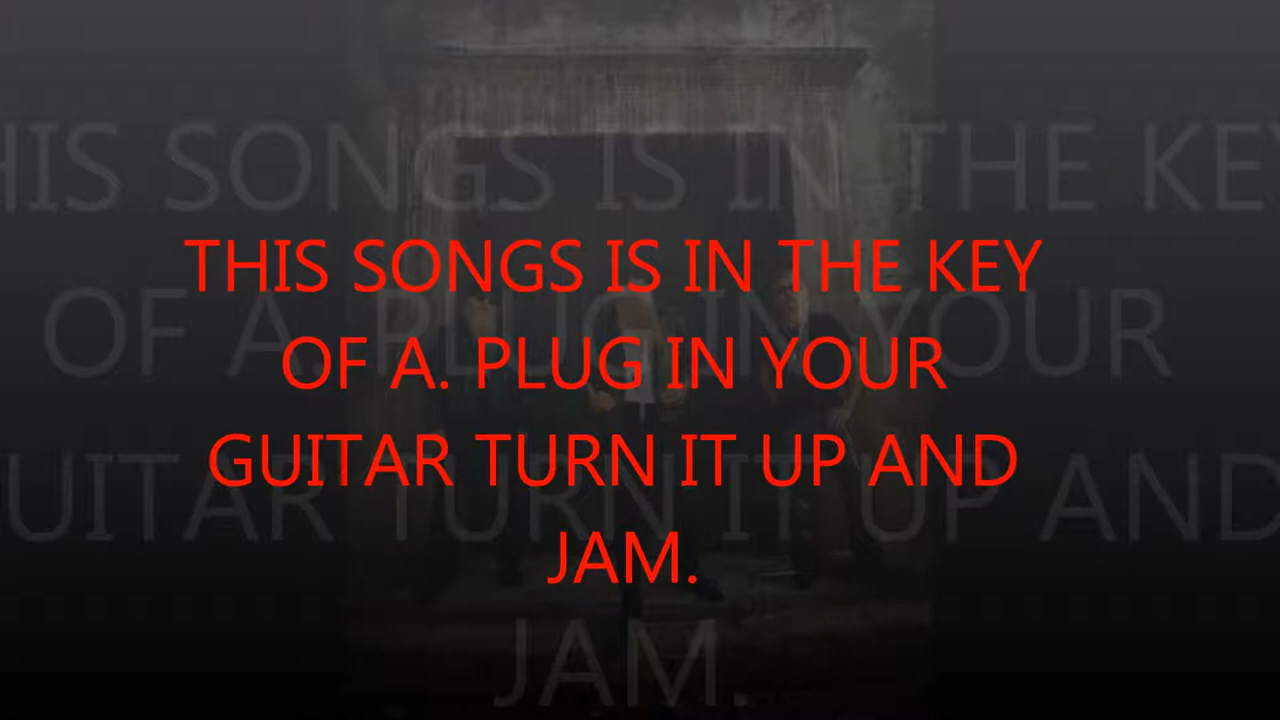 THIS SONGS IS IN THE KEY
OF A. PLUG IN YOUR
GUITAR TURN IT UP AND
JAM.